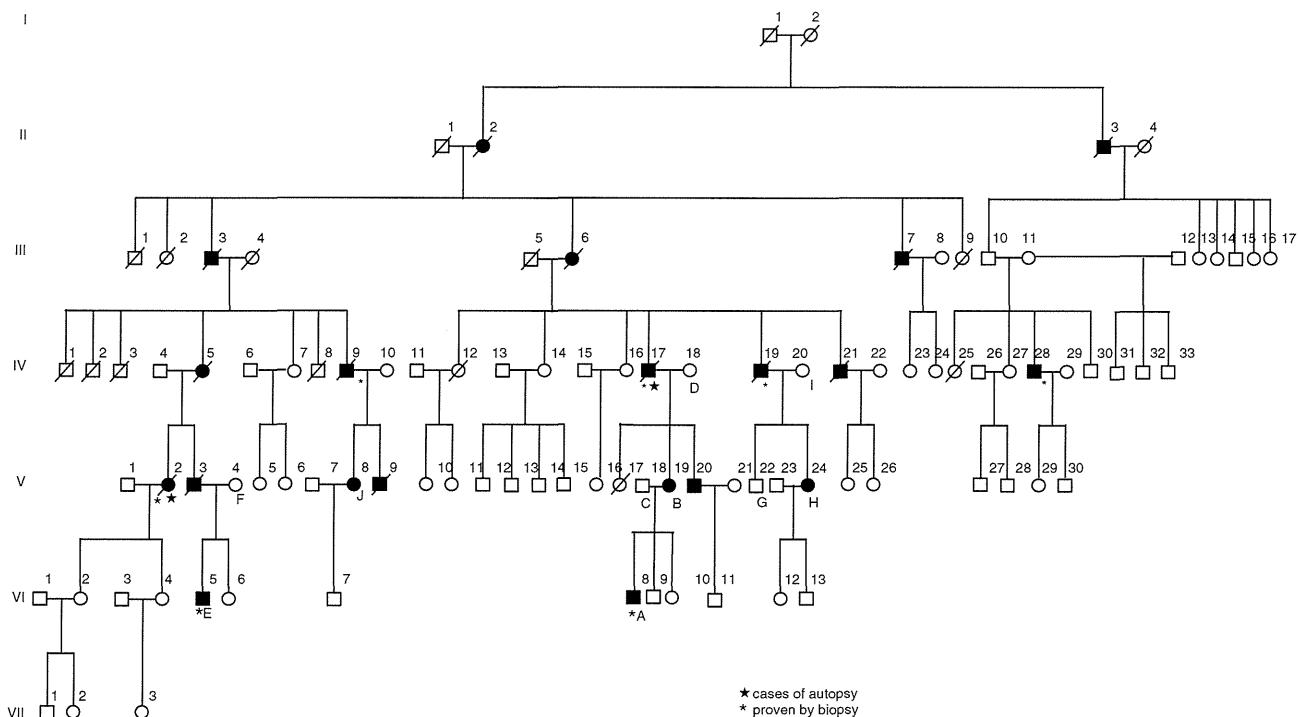 I
1 2
II
1 2 3 4
III
1 2 3 4 5 6 7 8 9 10 11 12 13 14 15 16 17
IV
1 2 3 4 5 6 7 8 9 10 11 12 13 14 15 16 17 18 19 20 21 22 23 24 25 26 27 28 29 30 31 32 33
* *★ D * I *
V
1 2 3 4 5 6 7 8 9 10 11 12 13 14 15 16 17 18 19 20 21 22 23 24 25 26 27 28 29 30
*★ F J C B G H
VI
1 2 3 4 5 6 7 8 9 10 11 12 13
*E *A
VII
1 2 3
★ cases of autopsy
* proven by biopsy